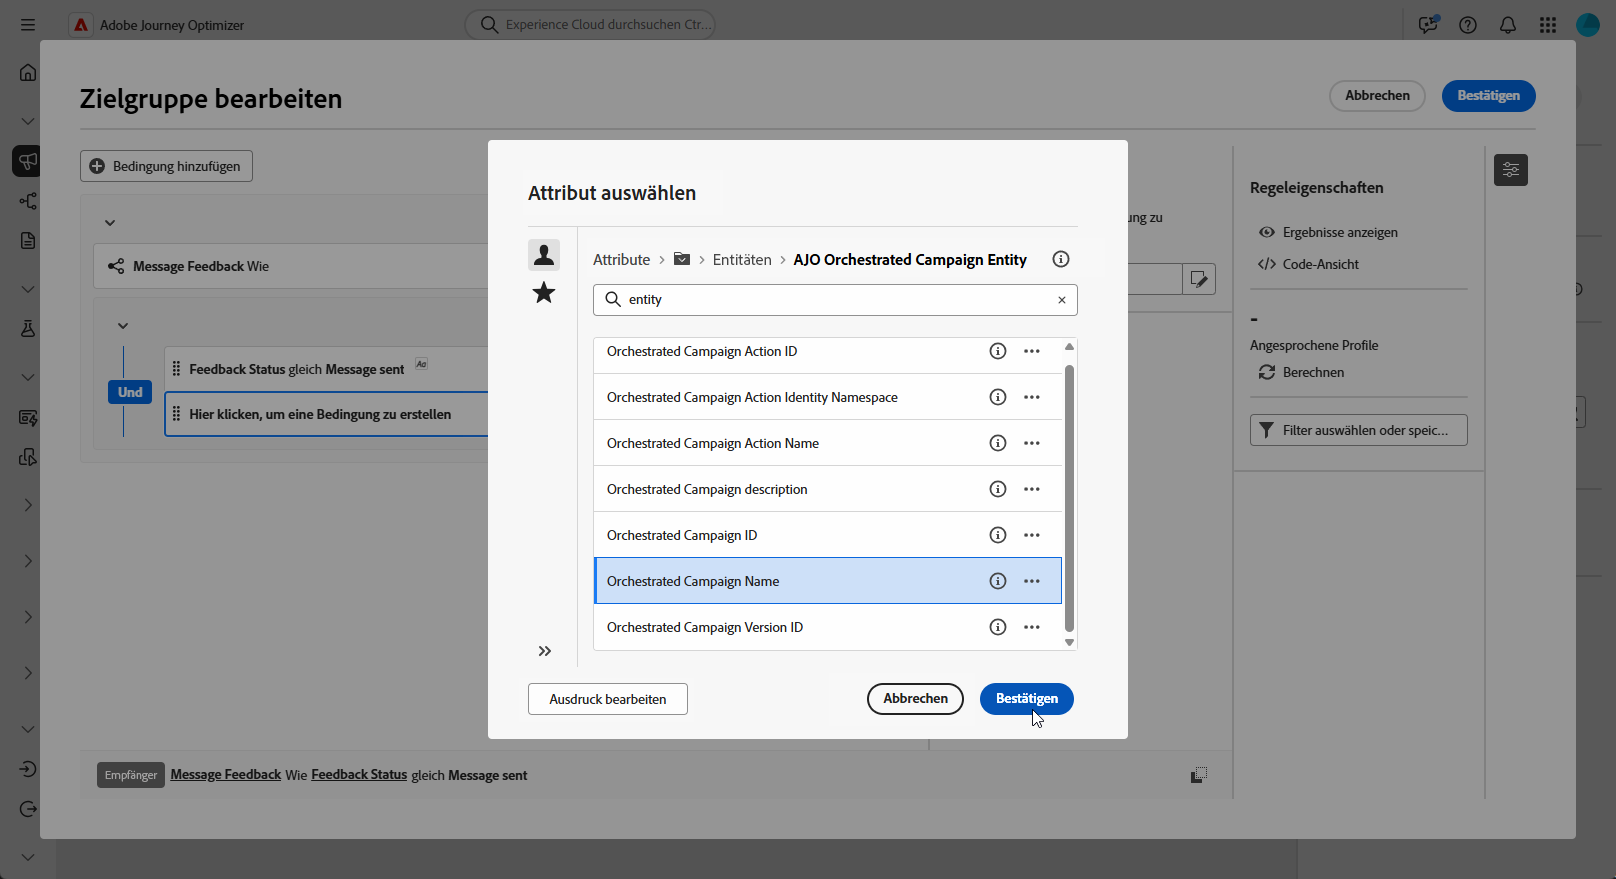 Adobe Journey Optimizer
Experience Cloud durchsuchen Ctr...
Zielgruppe bearbeiten
Abbrechen
Bestätigen
Bedingung hinzufügen
Message Feedback Wie
Feedback Status gleich Message sent
Aa
Und
Hier klicken, um eine Bedingung zu erstellen
ung zu
Regeleigenschaften
Ergebnisse anzeigen
</> Code-Ansicht
-
Angesprochene Profile
Berechnen
Filter auswählen oder speic...
Attribut auswählen
Attribute > > Entitäten > AJO Orchestrated Campaign Entity
entity
Orchestrated Campaign Action ID
Orchestrated Campaign Action Identity Namespace
Orchestrated Campaign Action Name
Orchestrated Campaign description
Orchestrated Campaign ID
Orchestrated Campaign Name
Orchestrated Campaign Version ID
Ausdruck bearbeiten
Abbrechen
Bestätigen
Empfänger Message Feedback Wie Feedback Status gleich Message sent